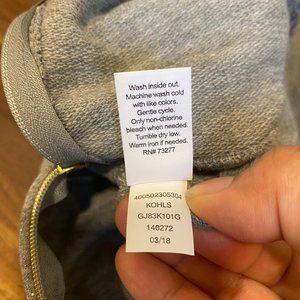 Wash inside out.
Machine wash cold
with like colors.
Gentle cycle.
Only non-chlorine
bleach when needed.
Tumble dry low.
Warm iron if needed.
RN# 73277
400502305304
KOHLS
GJ83K101G
140272
03/18